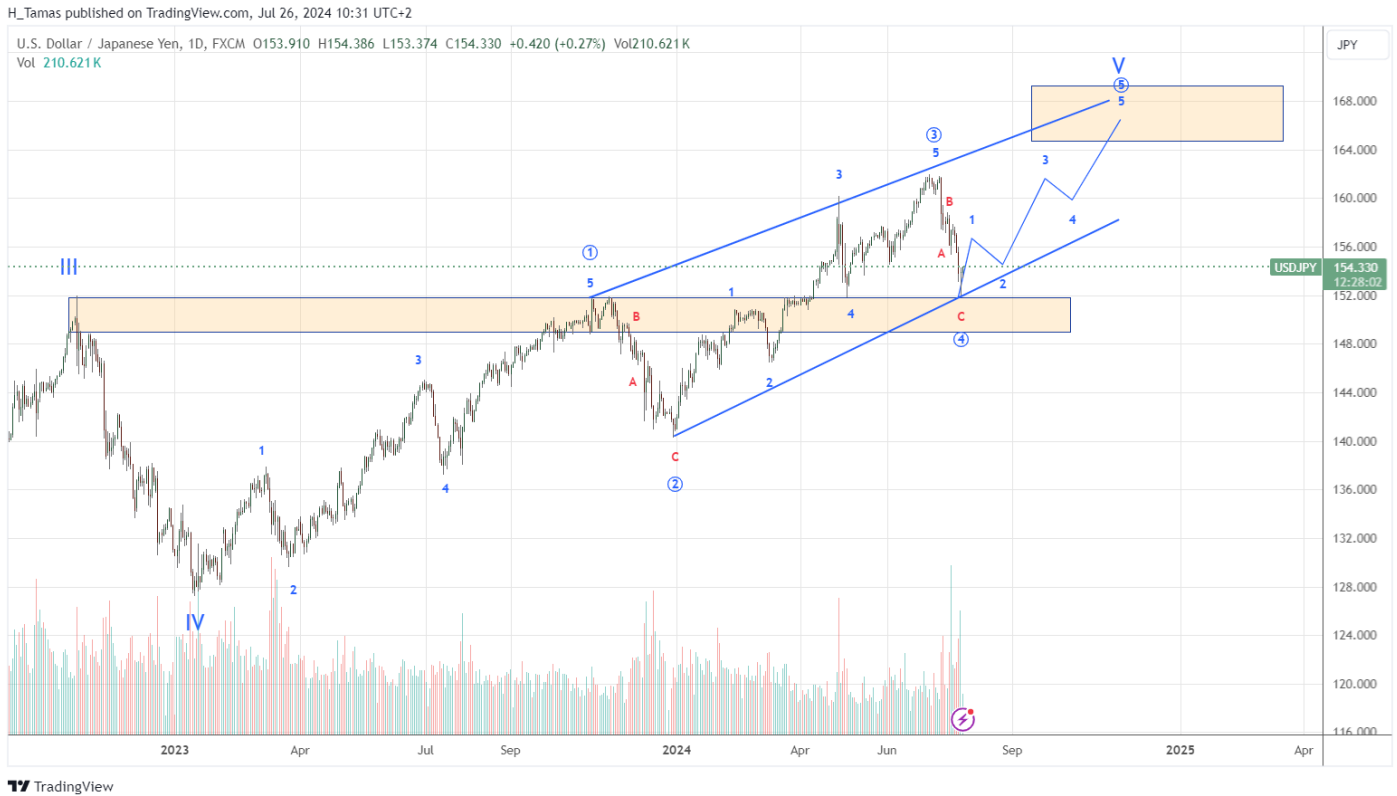 H_Tamas published on TradingView.com, Jul 26, 2024 10:31 UTC+2
U.S. Dollar / Japanese Yen, 1D, FXCM O153.910 H154.386 L153.374 C154.330 +0.420 (+0.27%) Vol210.621K
JPY
Vol 210.621K
V
⑤
5
168.000
③
5
3
164.000
3
160.000
B
1
4
①
A
156.000
III
USDJPY 154.330
12:28:02
5
1
2
152.000
B
4
C
④
148.000
3
A
2
144.000
1
C
140.000
4
②
136.000
132.000
2
128.000
IV
124.000
120.000
116.000
2023 Apr Jul Sep 2024 Apr Jun Sep 2025 Apr
TradingView